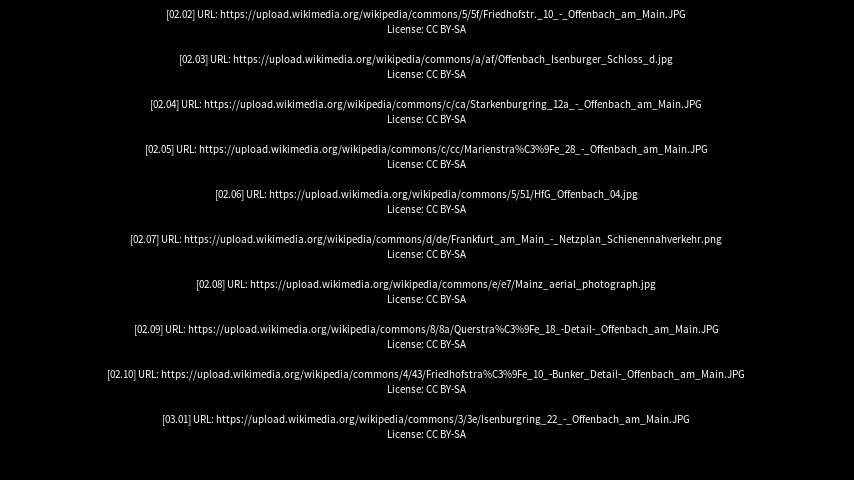 [02.02] URL: https://upload.wikimedia.org/wikipedia/commons/5/5f/Friedhofstr._10_-_Offenbach_am_Main.JPG
License: CC BY-SA
[02.03] URL: https://upload.wikimedia.org/wikipedia/commons/a/af/Offenbach_Isenburger_Schloss_d.jpg
License: CC BY-SA
[02.04] URL: https://upload.wikimedia.org/wikipedia/commons/c/ca/Starkenburgring_12a_-_Offenbach_am_Main.JPG
License: CC BY-SA
[02.05] URL: https://upload.wikimedia.org/wikipedia/commons/c/cc/Marienstra%C3%9Fe_28_-_Offenbach_am_Main.JPG
License: CC BY-SA
[02.06] URL: https://upload.wikimedia.org/wikipedia/commons/5/51/HfG_Offenbach_04.jpg
License: CC BY-SA
[02.07] URL: https://upload.wikimedia.org/wikipedia/commons/d/de/Frankfurt_am_Main_-_Netzplan_Schienennahverkehr.png
License: CC BY-SA
[02.08] URL: https://upload.wikimedia.org/wikipedia/commons/e/e7/Mainz_aerial_photograph.jpg
License: CC BY-SA
[02.09] URL: https://upload.wikimedia.org/wikipedia/commons/8/8a/Querstra%C3%9Fe_18_-Detail-_Offenbach_am_Main.JPG
License: CC BY-SA
[02.10] URL: https://upload.wikimedia.org/wikipedia/commons/4/43/Friedhofstra%C3%9Fe_10_-Bunker_Detail-_Offenbach_am_Main.JPG
License: CC BY-SA
[03.01] URL: https://upload.wikimedia.org/wikipedia/commons/3/3e/Isenburgring_22_-_Offenbach_am_Main.JPG
License: CC BY-SA